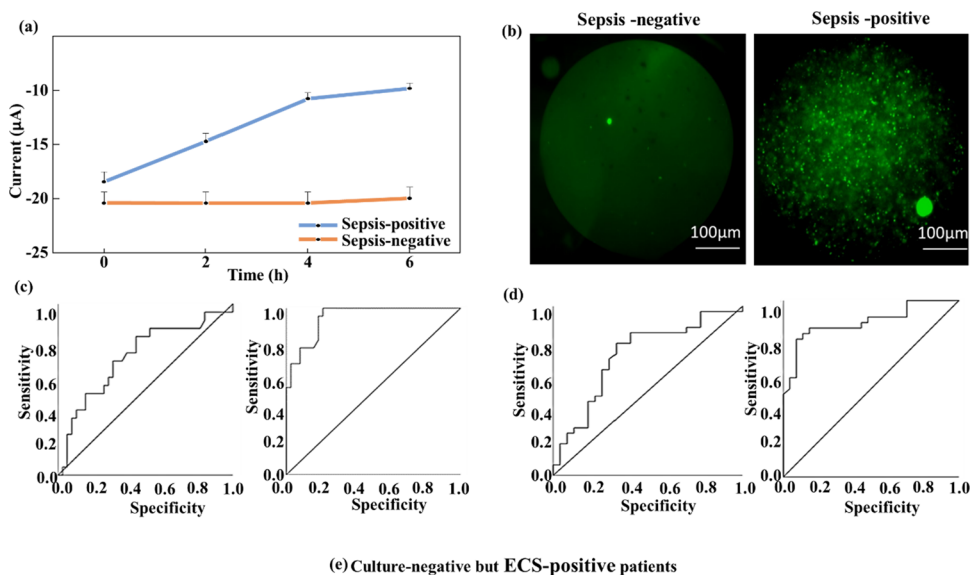 (a)
-10
-15
-20
-25
Current (µA)
0 2 4 6
Time (h)
Sepsis-positive
Sepsis-negative
(b)
Sepsis -negative
Sepsis -positive
100µm
100µm
(c)
1.0
0.8
0.6
0.4
0.2
0.0
Sensitivity
0.0 0.2 0.4 0.6 0.8 1.0
Specificity
1.0
0.8
0.6
0.4
0.2
0.0
Sensitivity
0.0 0.2 0.4 0.6 0.8 1.0
Specificity
(d)
1.0
0.8
0.6
0.4
0.2
0.0
Sensitivity
0.0 0.2 0.4 0.6 0.8 1.0
Specificity
1.0
0.8
0.6
0.4
0.2
0.0
Sensitivity
0.0 0.2 0.4 0.6 0.8 1.0
Specificity
(e) Culture-negative but ECS-positive patients